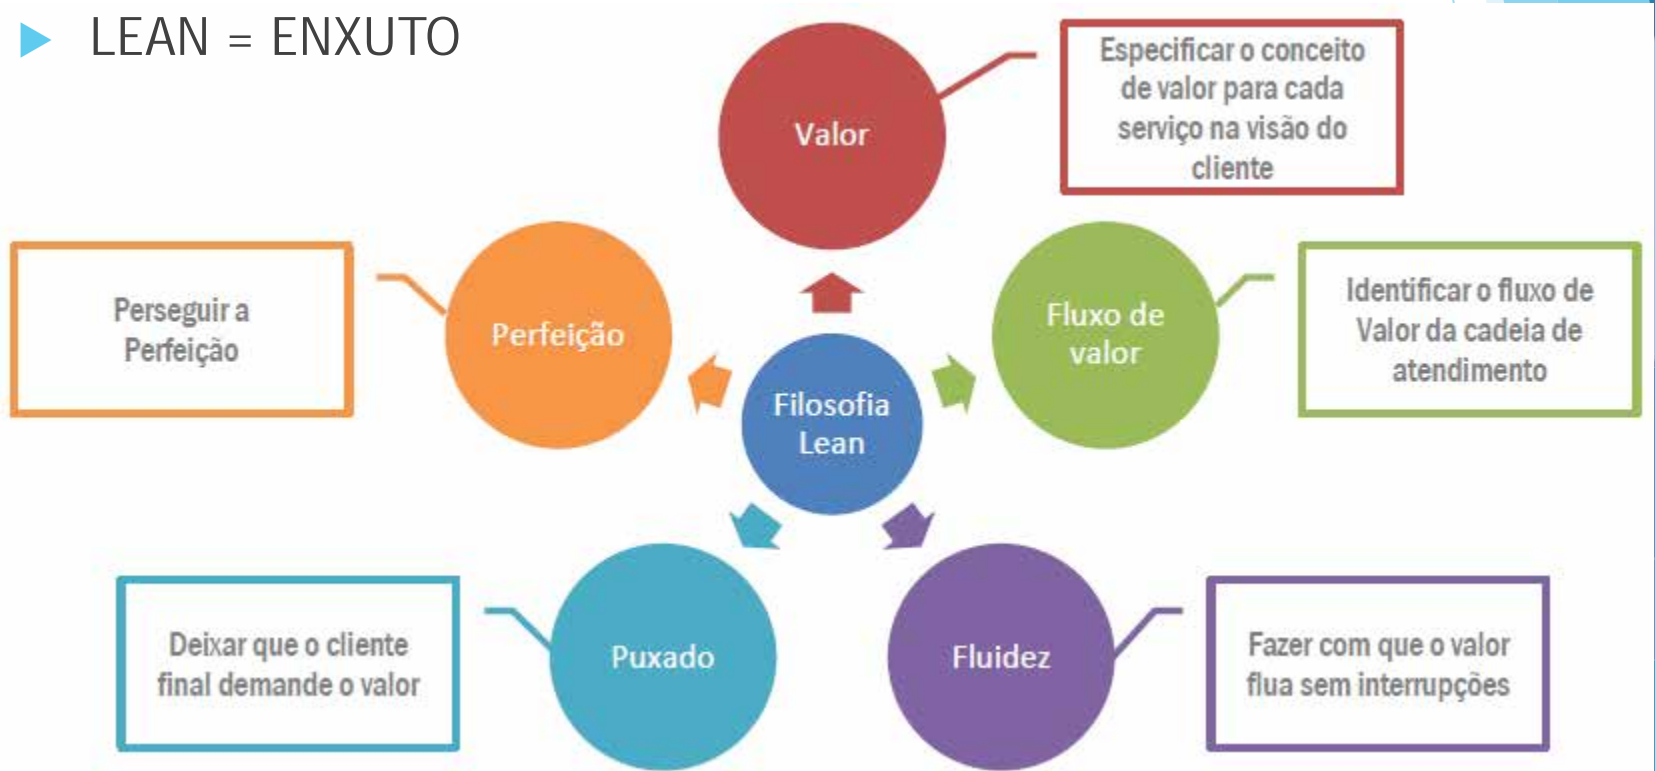 LEAN = ENXUTO
Valor
Especificar o conceito
de valor para cada
serviço na visão do
cliente
Fluxo de
valor
Identificar o fluxo de
Valor da cadeia de
atendimento
Fluidez
Fazer com que o valor
flua sem interrupções
Puxado
Deixar que o cliente
final demande o valor
Perfeição
Perseguir a
Perfeição
Filosofia
Lean